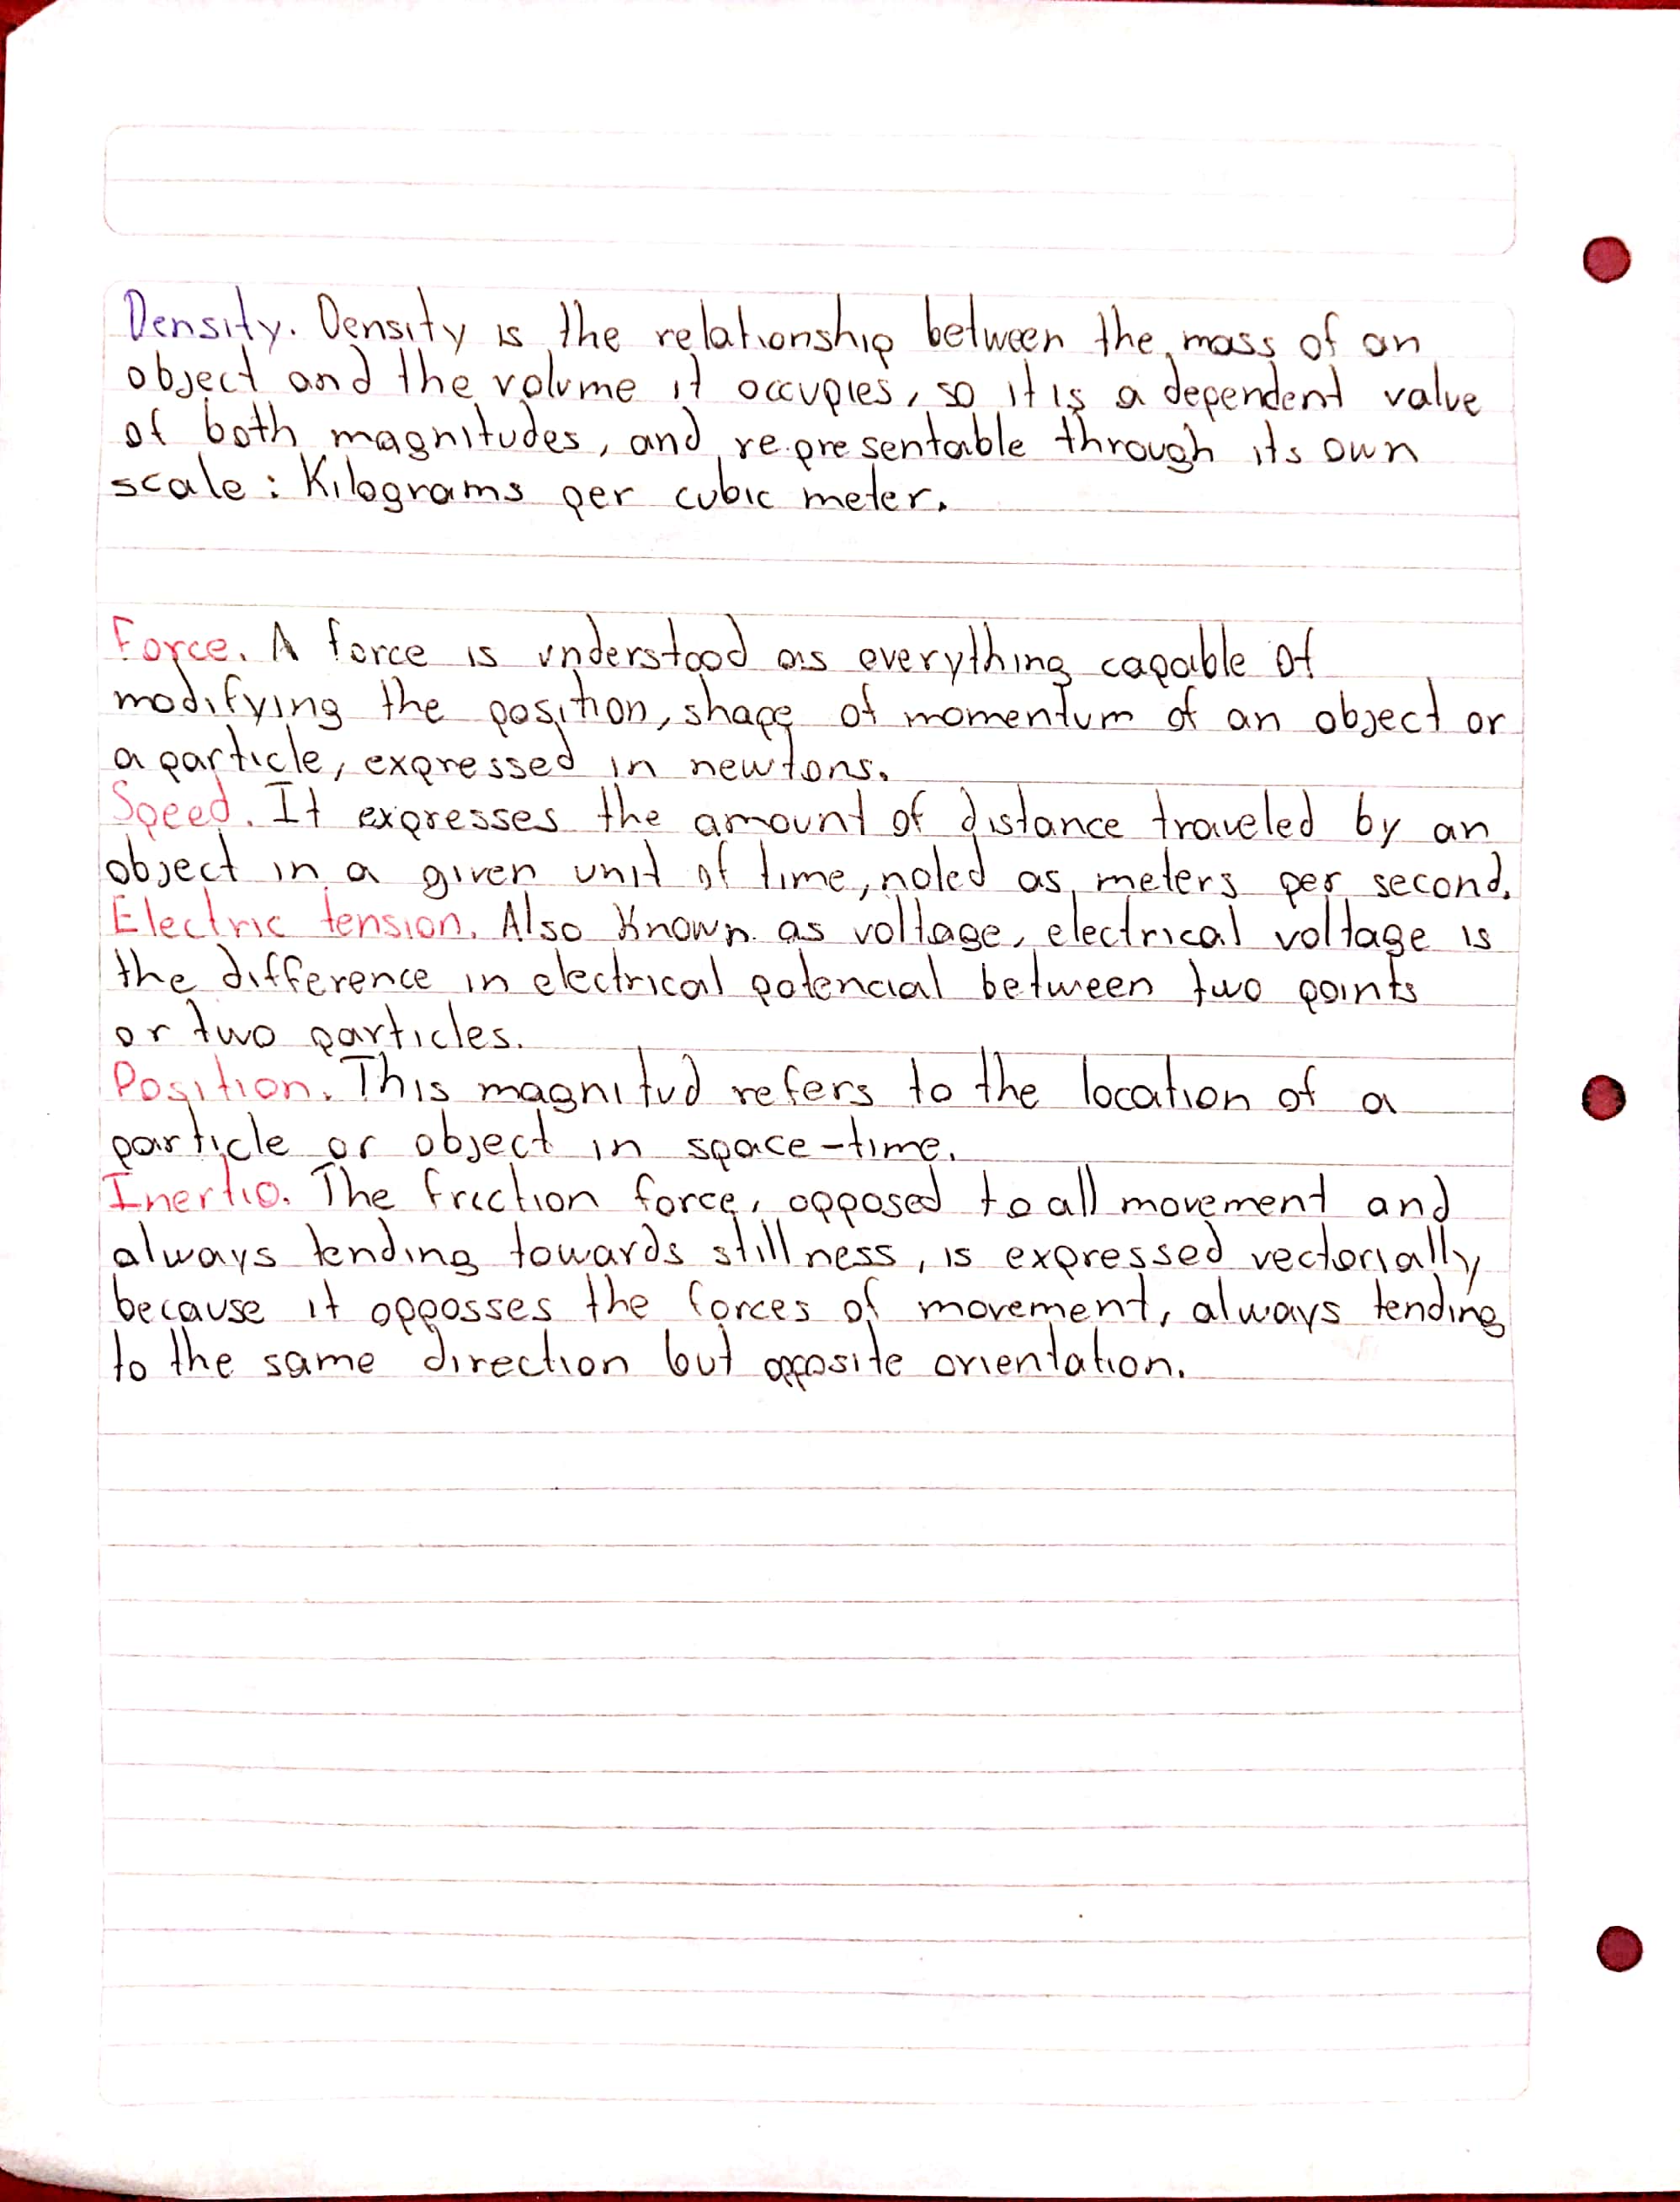 Density. Density is the relationship between the mass of an
object and the volume it occupies, so it is a dependent value
of both magnitudes, and representable through its own
scale: Kilograms per cubic meter.
Force. A force is understood as everything capable of
modifying the position, shape of momentum of an object or
a particle, expressed in newtons.
Speed. It expresses the amount of distance traveled by an
object in a given unit of time, noted as meters per second.
Electric tension. Also known as voltage, electrical voltage is
the difference in electrical potencial between two points
or two particles.
Position. This magnitud refers to the location of a
particle or object in space-time.
Inertia. The friction force, opposed to all movement and
always tending towards stillness, is expressed vectorially
because it opposses the forces of movement, always tending
to the same direction but opposite orientation.